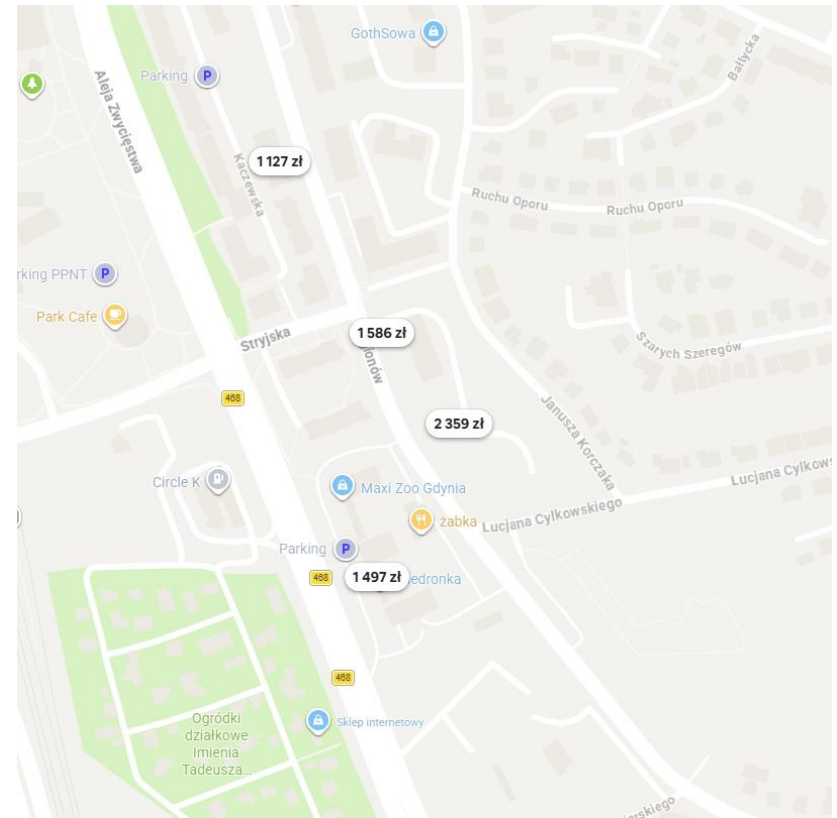 GothSowa
Bałtycka
Parking P
Aleja Zwycięstwa
1 127 zł
Kaczewska
Ruchu Oporu
Ruchu Oporu
rking PPNT P
Park Cafe
Stryjska
1 586 zł
ionów
Szarych Szeregów
468
2 359 zł
Janusza Korczaka
Lucjana Cylkows
Circle K
Maxi Zoo Gdynia
żabka
Lucjana Cylkowskiego
Parking P
468
1 497 zł
edronka
468
Ogródki
działkowe
Imienia
Tadeusza...
Sklep internetowy
rskiego